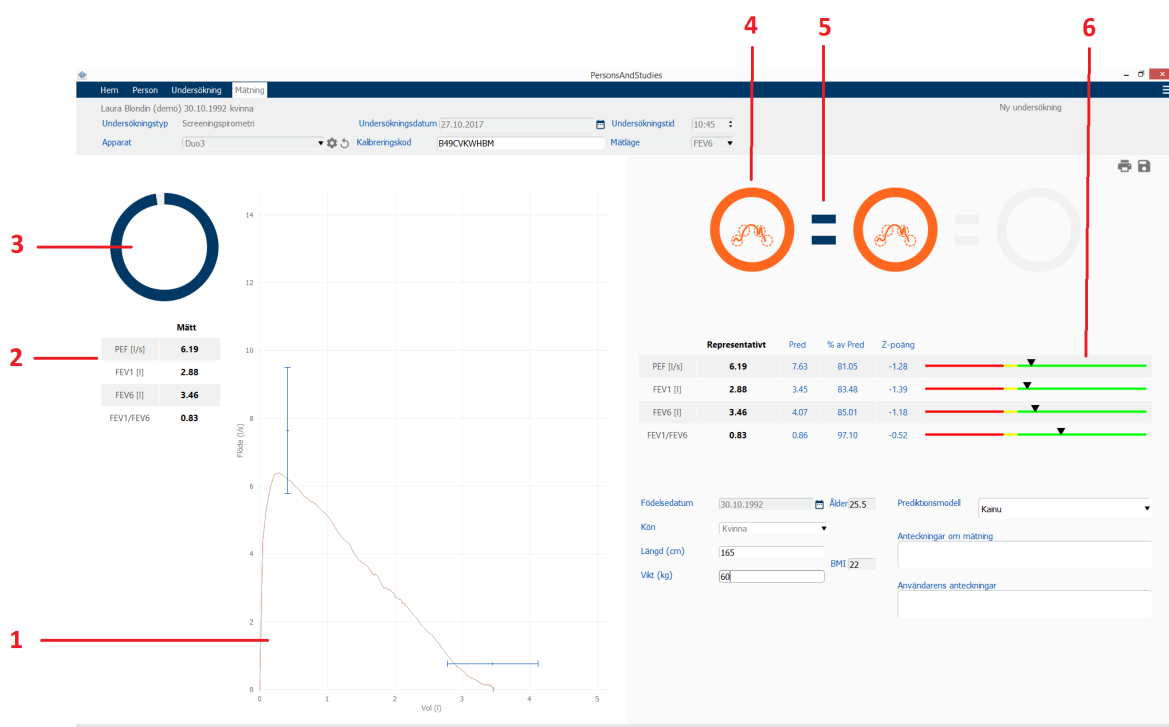 4 5 6
PersonsAndStudies
Hem Person Undersökning Mätning
Laura Blondin (demo) 30.10.1992 kvinna Ny undersökning
Undersökningstyp Screeningspirometri Undersökningsdatum 27.10.2017 Undersökningstid 10:45
Apparat Duo3 Kalibreringskod B49CVKWHBM Mätläge FEV6
3
Mätt
PEF [l/s] 6.19
FEV1 [l] 2.88
FEV6 [l] 3.46
FEV1/FEV6 0.83
2
14
12
10
8
6
4
2
0
Flöde (l/s)
0 1 2 3 4 5
Vol (l)
1
Representativt Pred % av Pred Z-poäng
PEF [l/s] 6.19 7.63 81.05 -1.28
FEV1 [l] 2.88 3.45 83.48 -1.39
FEV6 [l] 3.46 4.07 85.01 -1.18
FEV1/FEV6 0.83 0.86 97.10 -0.52
Födelsedatum 30.10.1992 Ålder 25.5
Kön Kvinna
Längd (cm) 165
BMI 22
Vikt (kg) 60
Prediktionsmodell Kainu
Anteckningar om mätning
Användarens anteckningar